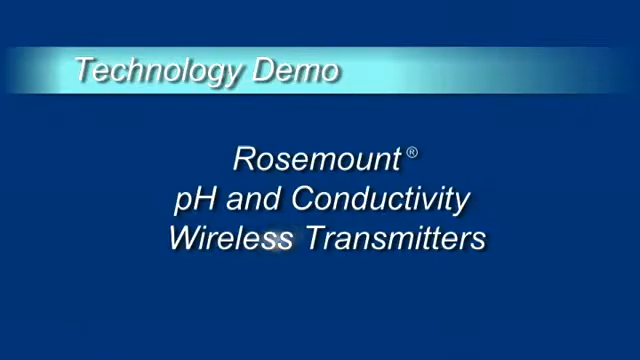 Technology Demo
Rosemount®
pH and Conductivity
Wireless Transmitters